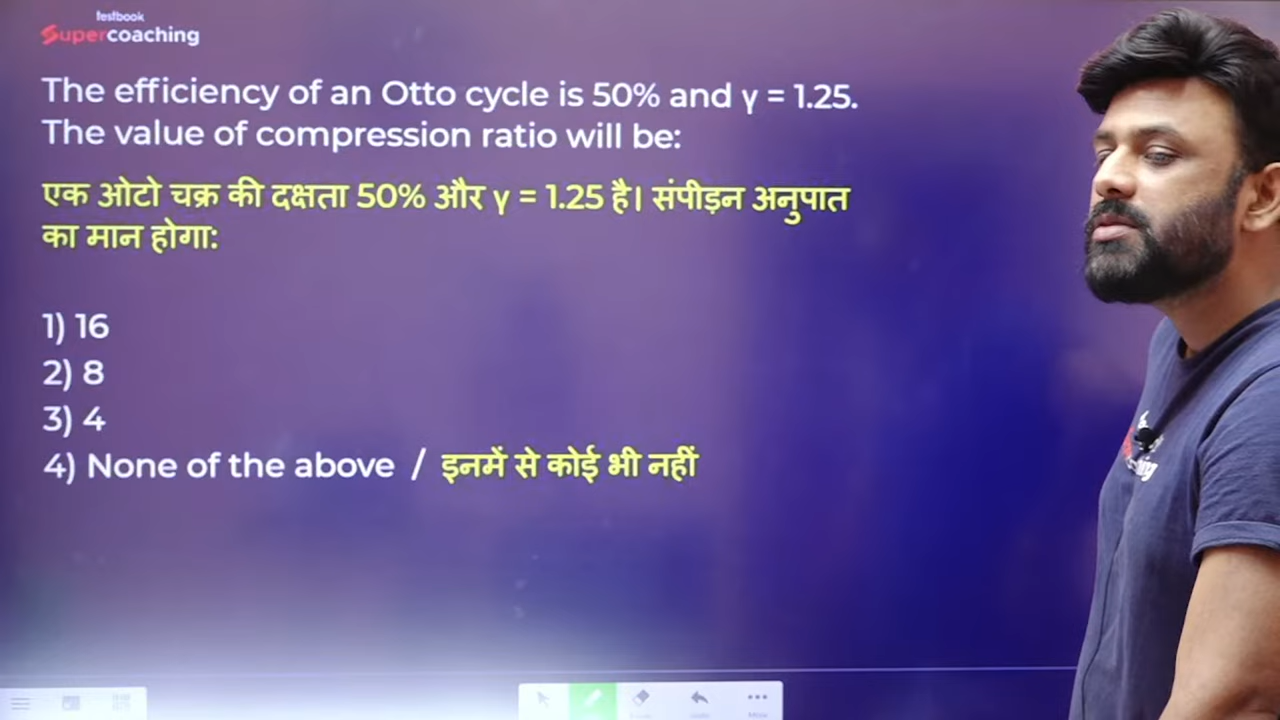 testbook
Supercoaching
The efficiency of an Otto cycle is 50% and γ = 1.25.
The value of compression ratio will be:
एक ओटो चक्र की दक्षता 50% और γ = 1.25 है। संपीड़न अनुपात
का मान होगा:
1) 16
2) 8
3) 4
4) None of the above / इनमें से कोई भी नहीं